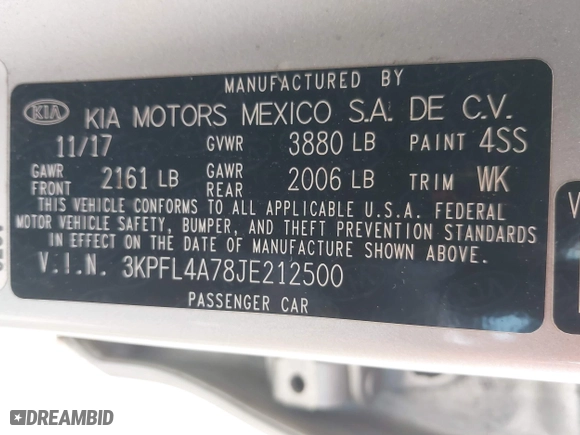 MANUFACTURED BY
KIA KIA MOTORS MEXICO S.A. DE C.V.
11/17 GVWR 3880 LB PAINT 4SS
GAWR FRONT 2161 LB GAWR REAR 2006 LB TRIM WK
THIS VEHICLE CONFORMS TO ALL APPLICABLE U.S.A. FEDERAL
MOTOR VEHICLE SAFETY, BUMPER, AND THEFT PREVENTION STANDARDS
IN EFFECT ON THE DATE OF MANUFACTURE SHOWN ABOVE.
V.I.N. 3KPFL4A78JE212500
PASSENGER CAR
DREAMBID